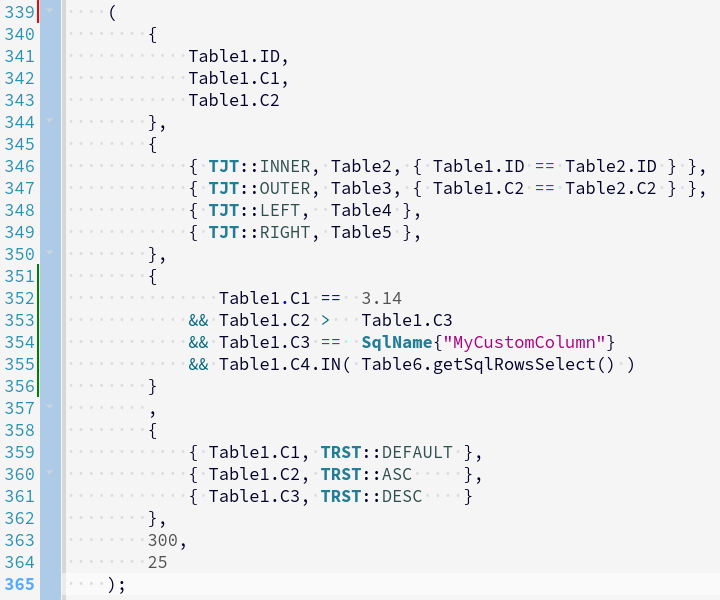 339 (
340 {
341 Table1.ID,
342 Table1.C1,
343 Table1.C2
344 },
345 {
346 { TJT::INNER, Table2, { Table1.ID == Table2.ID } },
347 { TJT::OUTER, Table3, { Table1.C2 == Table2.C2 } },
348 { TJT::LEFT,  Table4 },
349 { TJT::RIGHT, Table5 },
350 },
351 {
352    Table1.C1 ==  3.14
353 && Table1.C2 >   Table1.C3
354 && Table1.C3 ==  SqlName{"MyCustomColumn"}
355 && Table1.C4.IN( Table6.getSqlRowsSelect() )
356 }
357 ,
358 {
359 { Table1.C1, TRST::DEFAULT },
360 { Table1.C2, TRST::ASC     },
361 { Table1.C3, TRST::DESC    }
362 },
363 300,
364 25
365 );